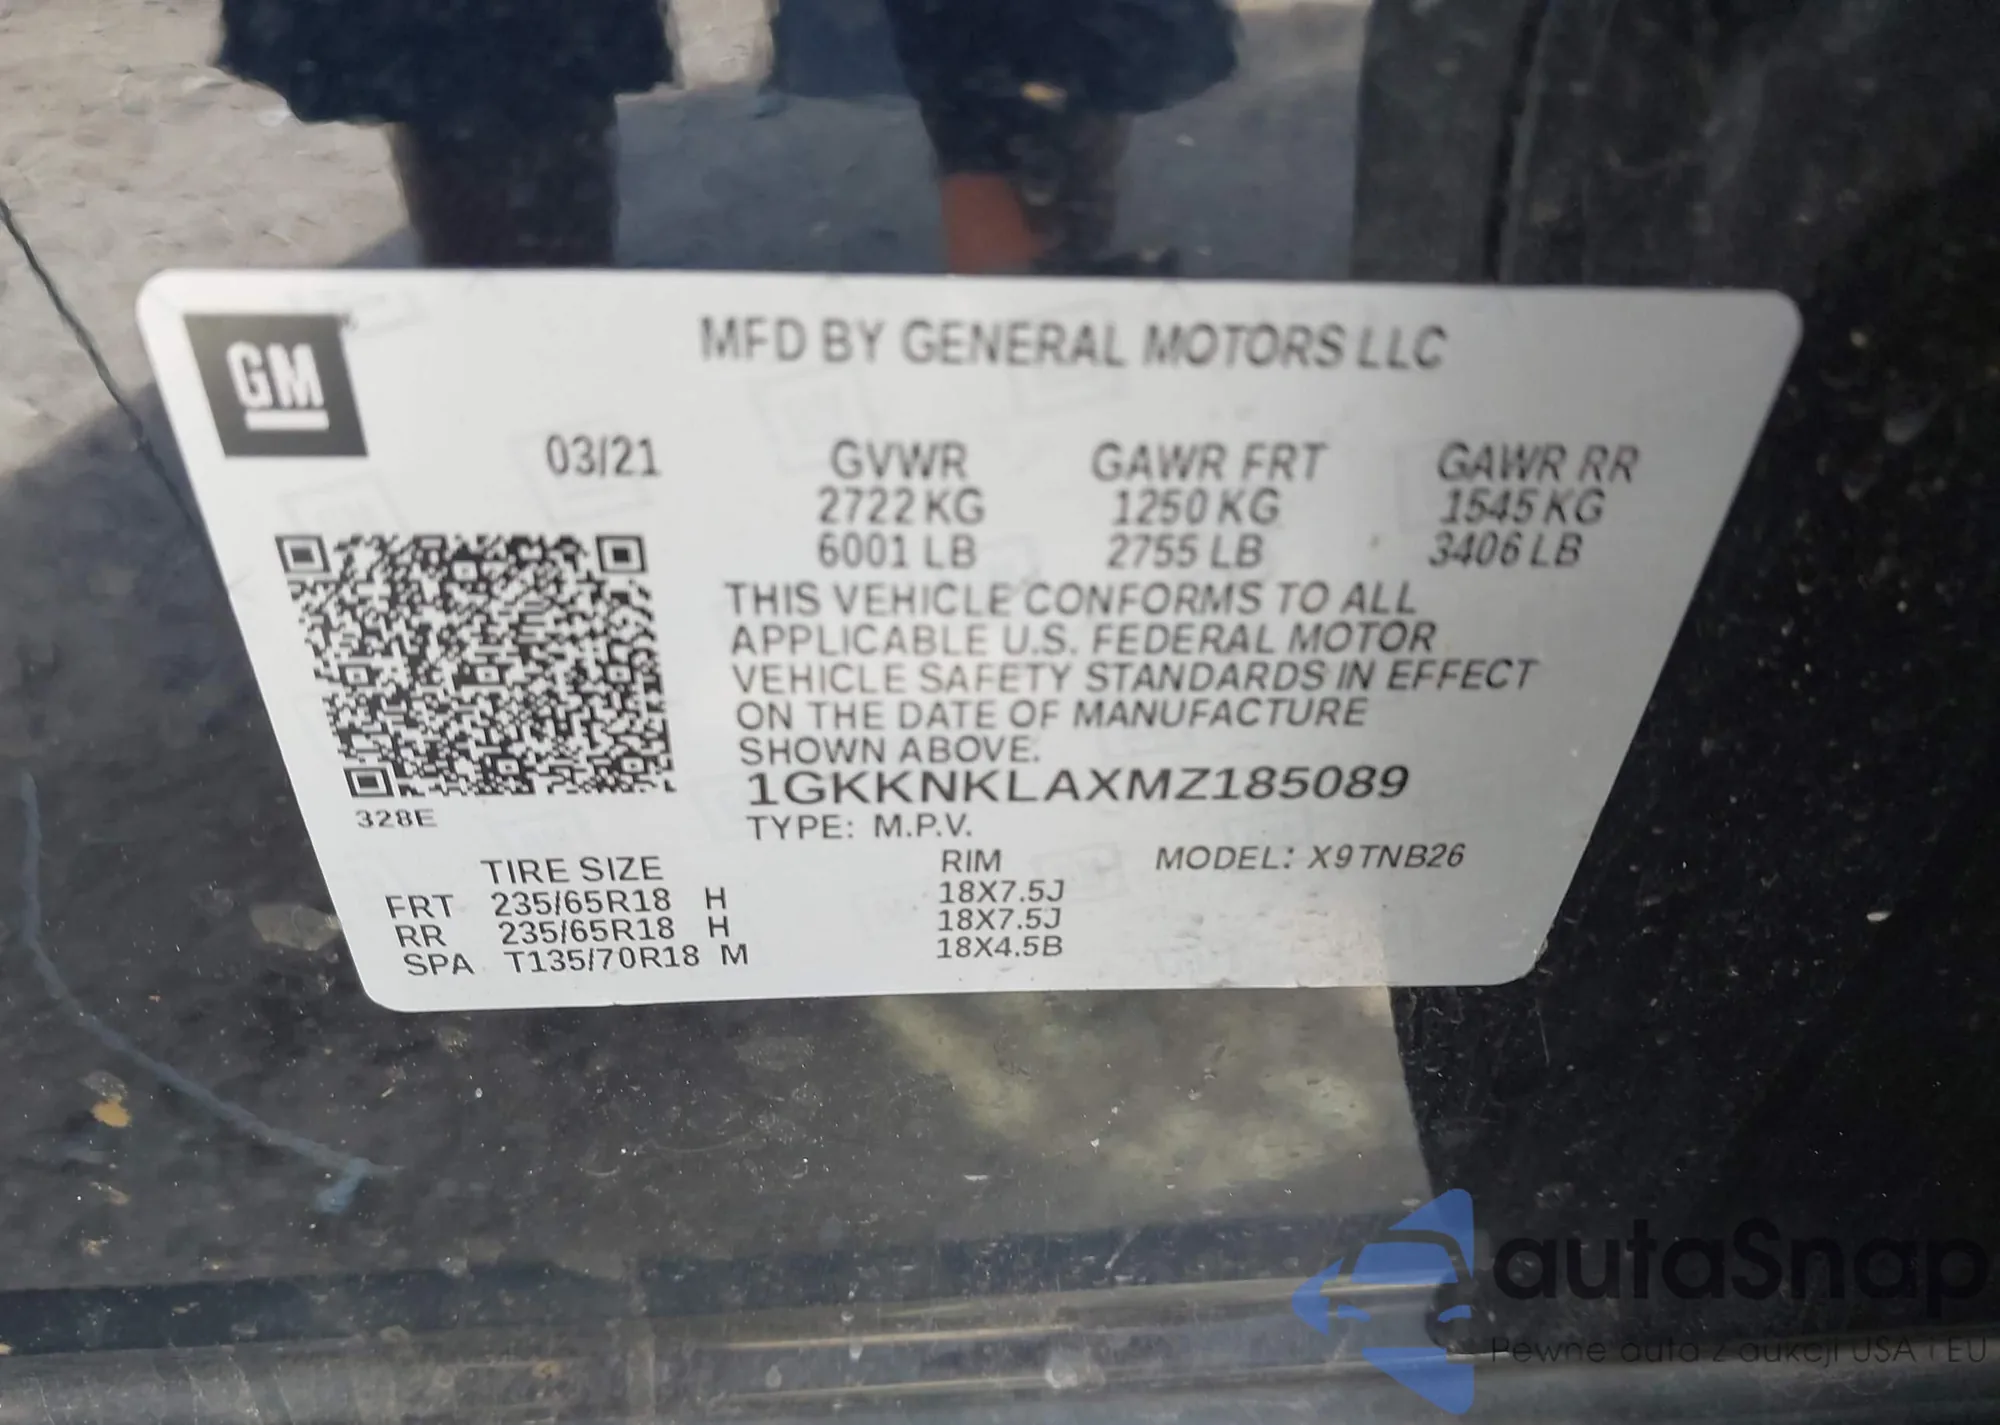 GM
MFD BY GENERAL MOTORS LLC
03/21 GVWR GAWR FRT GAWR RR
2722 KG 1250 KG 1545 KG
6001 LB 2755 LB 3406 LB
THIS VEHICLE CONFORMS TO ALL
APPLICABLE U.S. FEDERAL MOTOR
VEHICLE SAFETY STANDARDS IN EFFECT
ON THE DATE OF MANUFACTURE
SHOWN ABOVE.
1GKKNKLAXMZ185089
328E
TYPE: M.P.V.
TIRE SIZE RIM MODEL: X9TNB26
FRT 235/65R18 H 18X7.5J
RR 235/65R18 H 18X7.5J
SPA T135/70R18 M 18X4.5B
autaSnap
Pewne auta z aukcji USA i EU